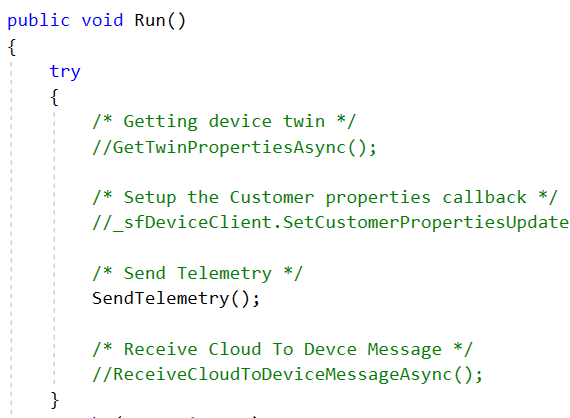 public void Run()
{
try
{
/* Getting device twin */
//GetTwinPropertiesAsync();
/* Setup the Customer properties callback */
//_sfDeviceClient.SetCustomerPropertiesUpdate
/* Send Telemetry */
SendTelemetry();
/* Receive Cloud To Devce Message */
//ReceiveCloudToDeviceMessageAsync();
}